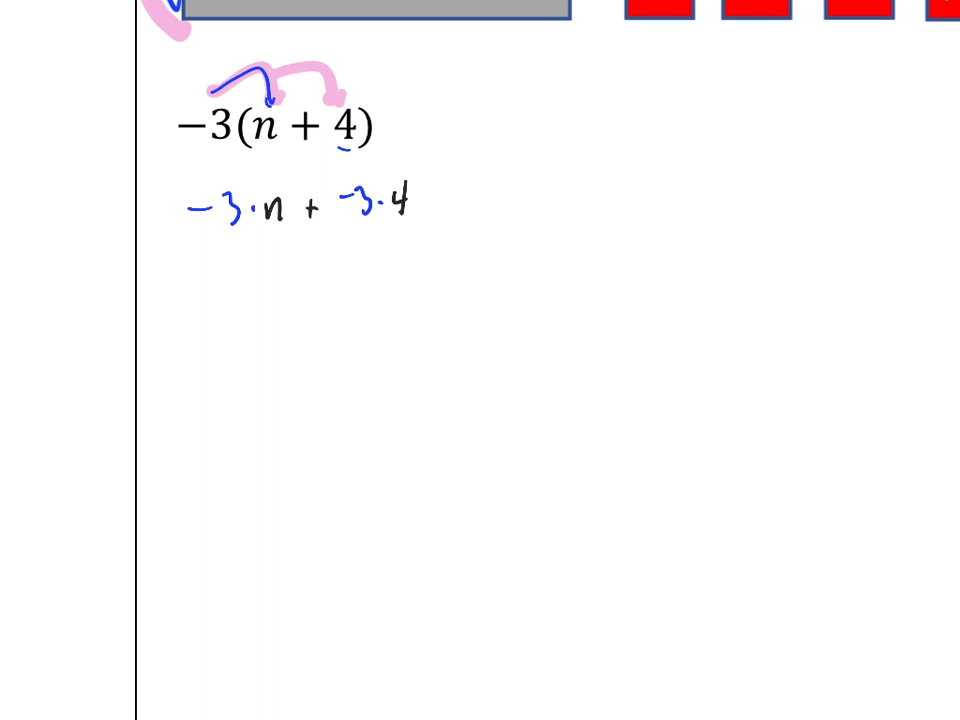 −3(n + 4)
-3·n + -3·4